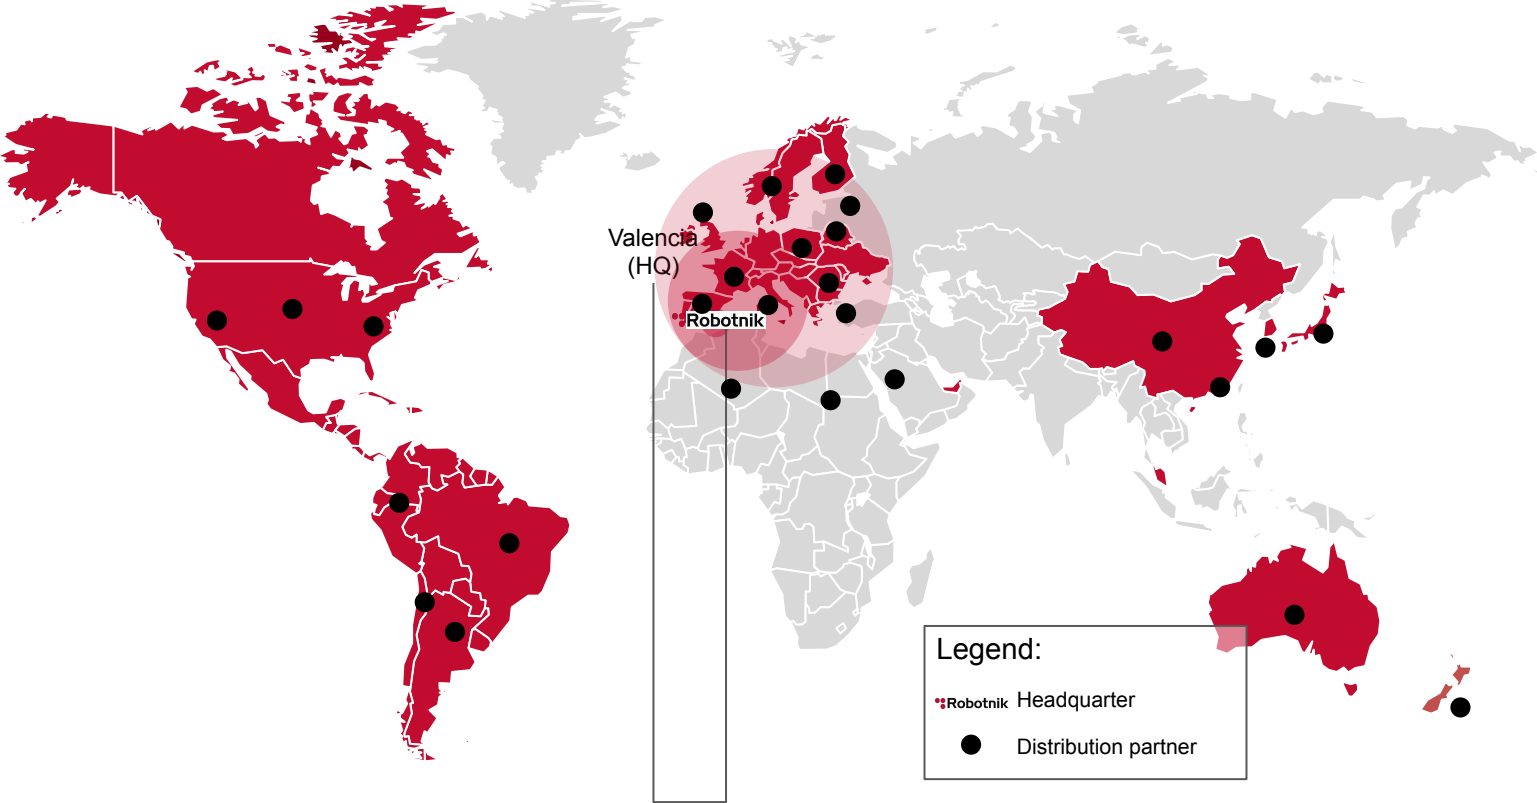 Valencia
(HQ)
Robotnik
Legend:
Robotnik Headquarter
Distribution partner